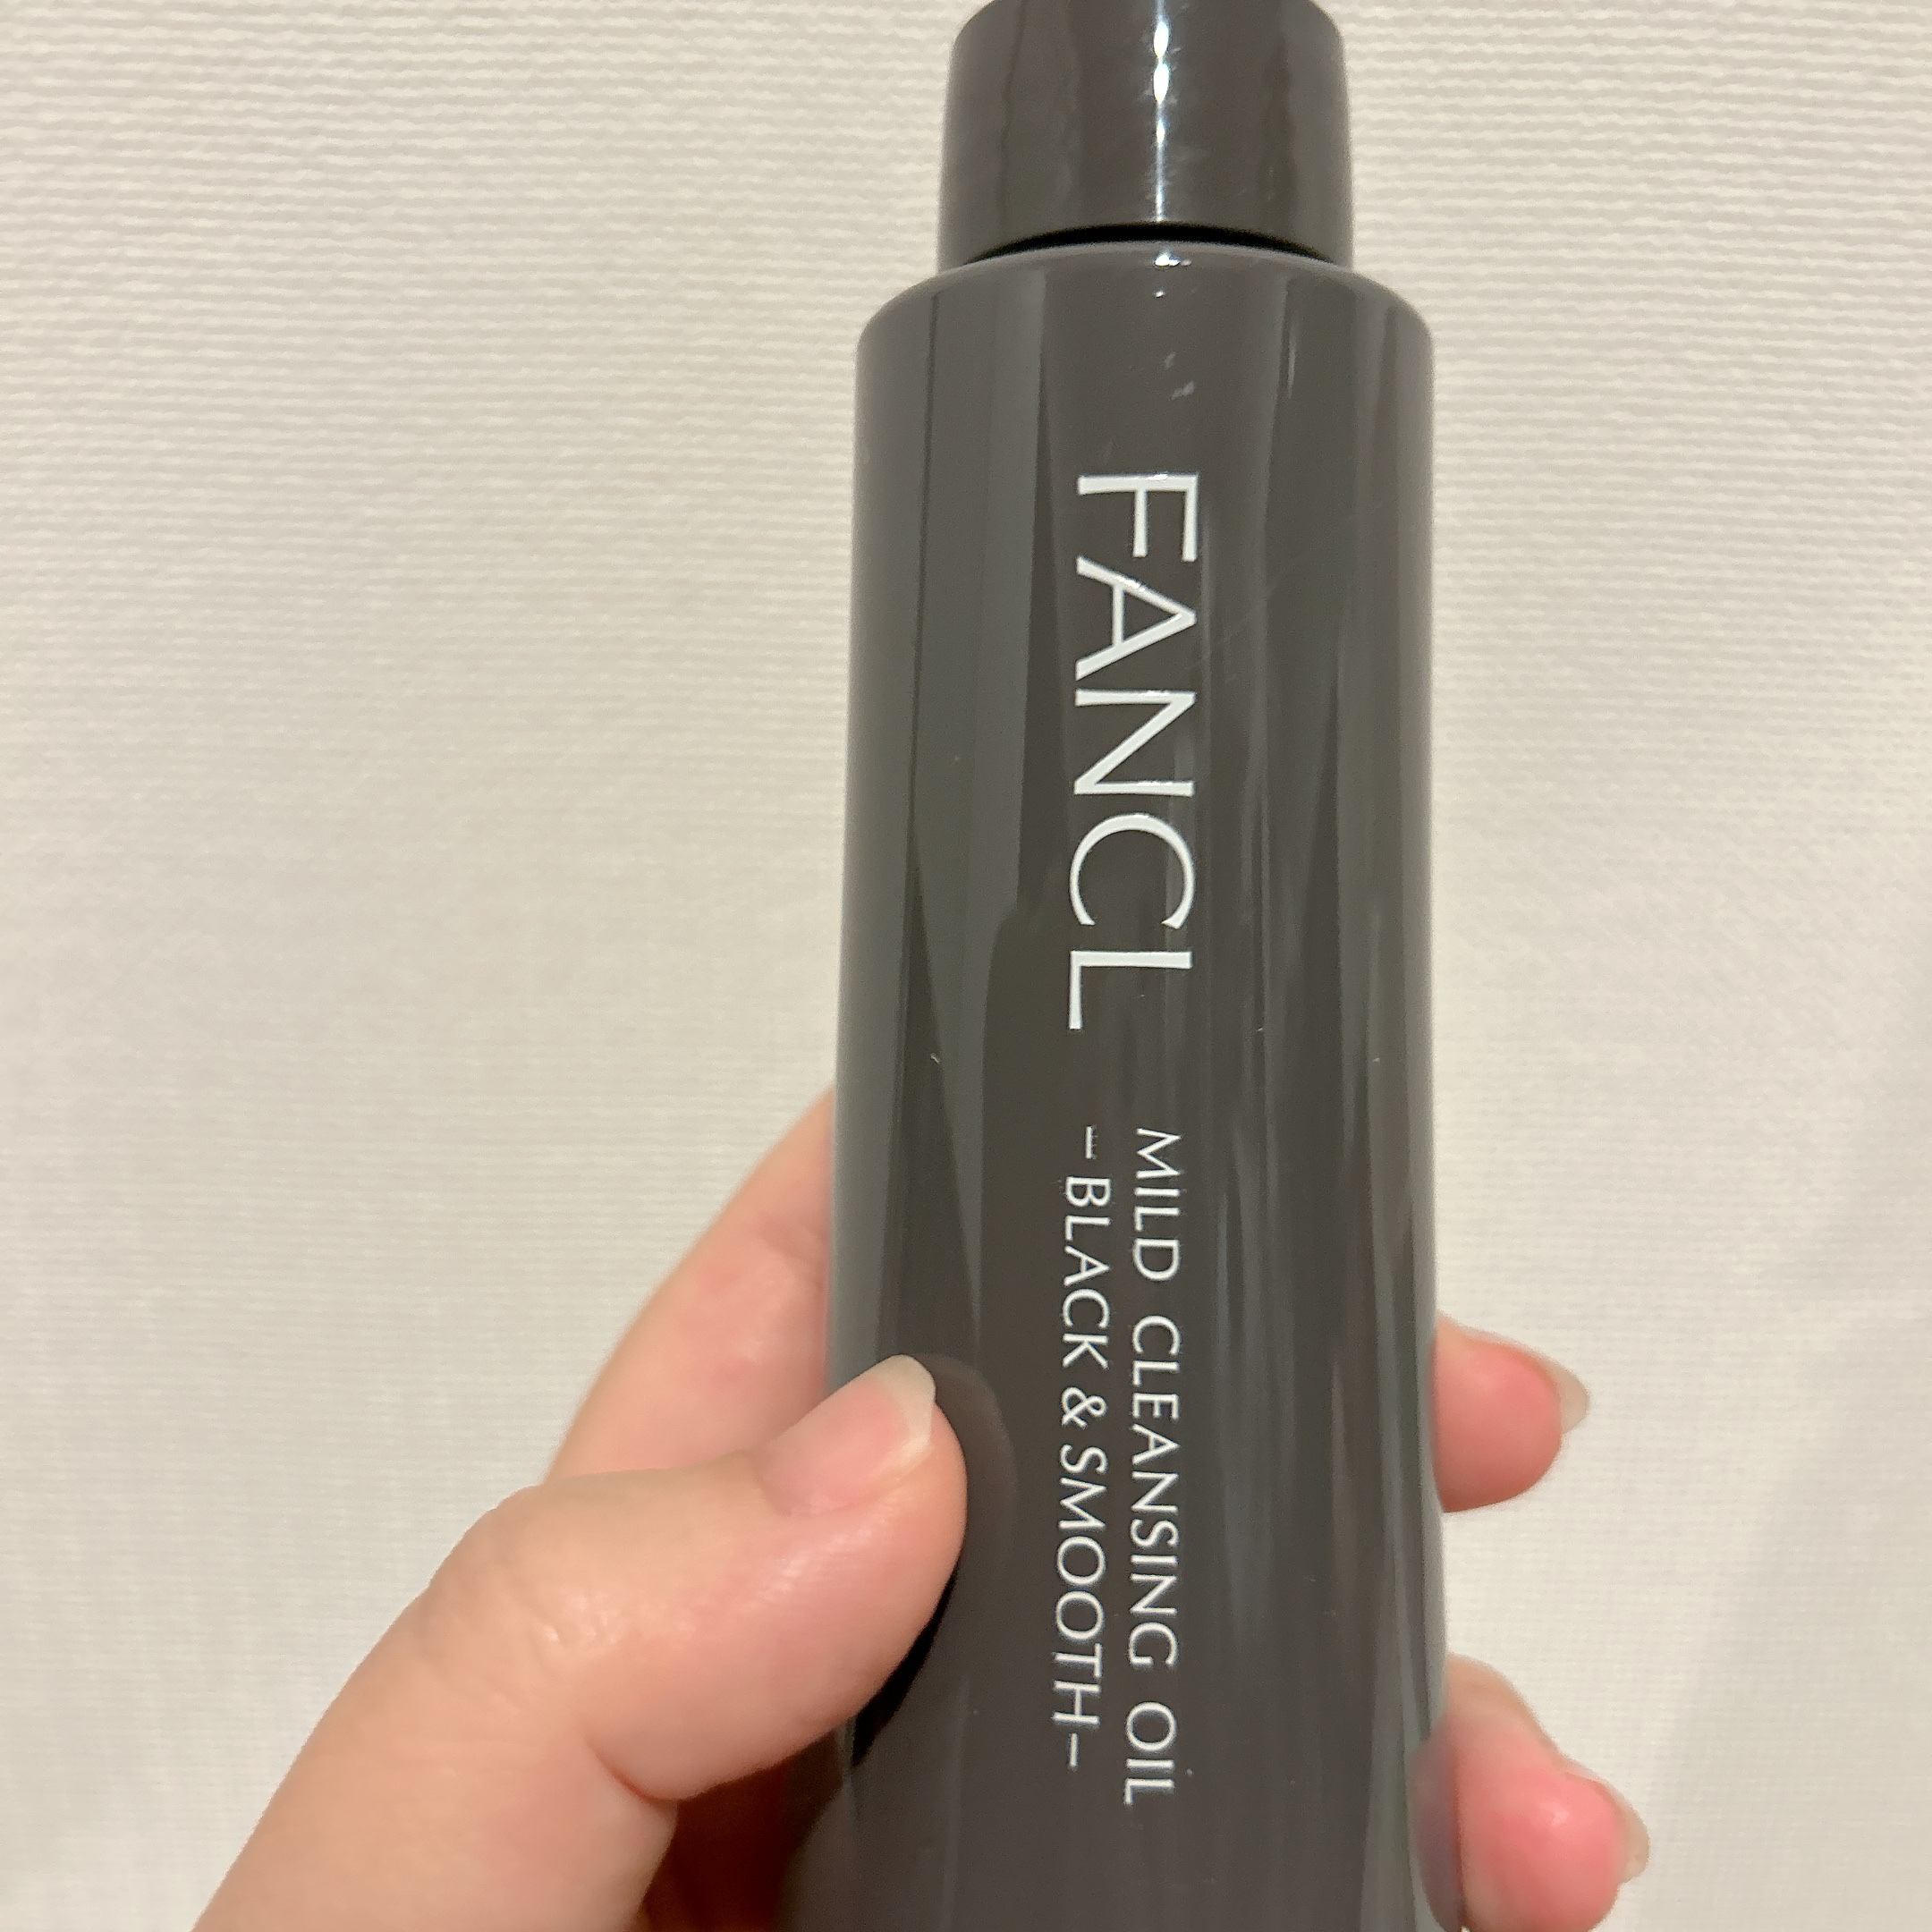 FANCL
MILD CLEANSING OIL
– BLACK & SMOOTH –